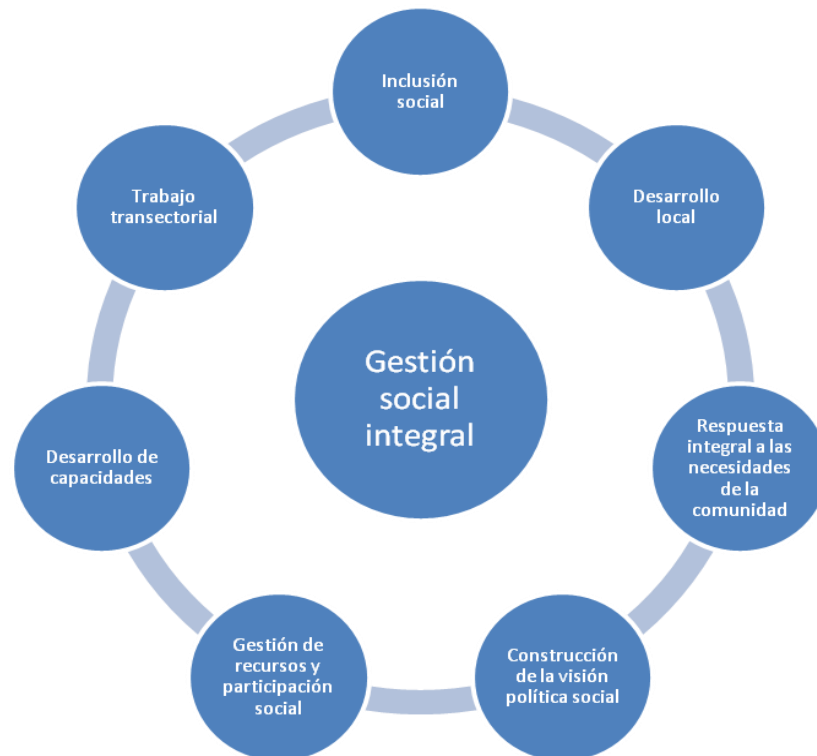 Inclusión
social
Desarrollo
local
Respuesta
integral a las
necesidades
de la
comunidad
Construcción
de la visión
política social
Gestión de
recursos y
participación
social
Desarrollo de
capacidades
Trabajo
transectorial
Gestión
social
integral